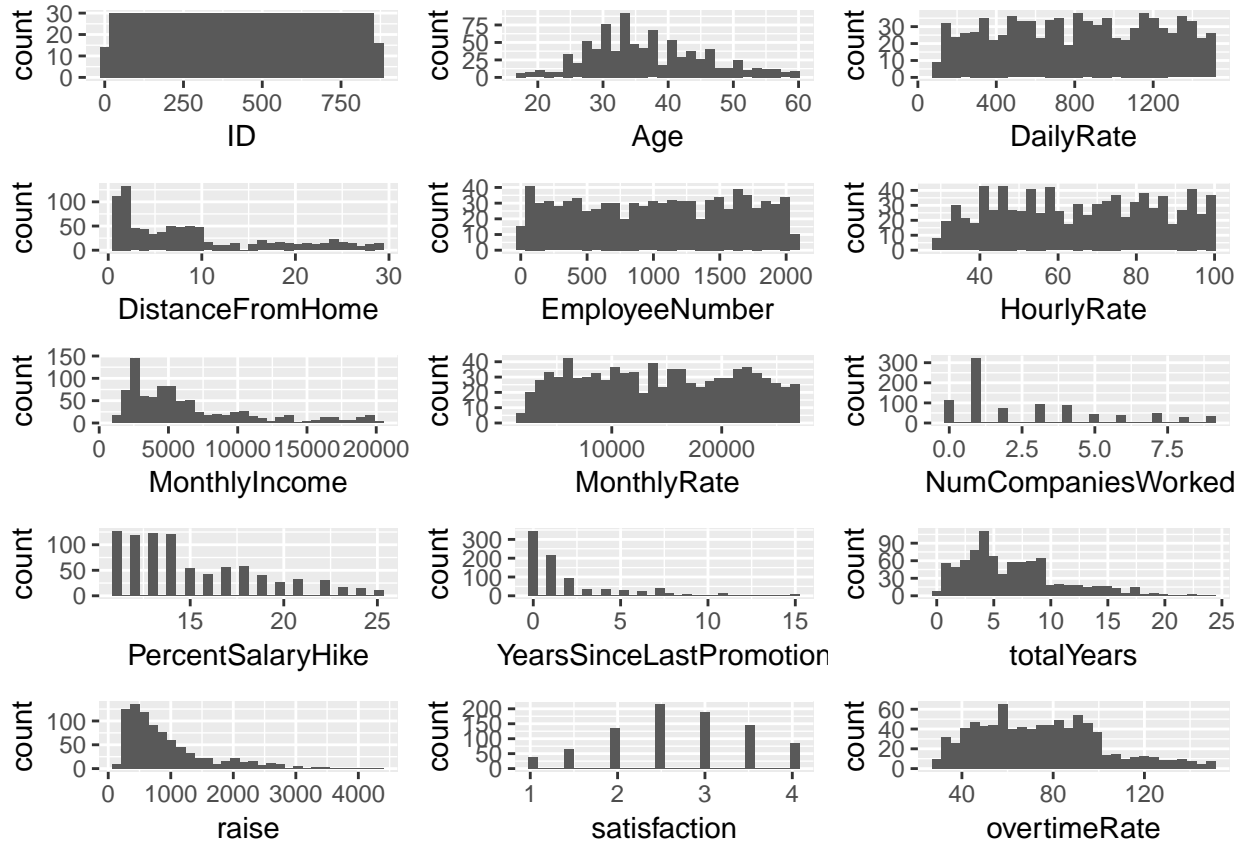 count
30
20
10
0
0 250 500 750
ID
count
75
50
25
0
20 30 40 50 60
Age
count
30
20
10
0
0 400 800 1200
DailyRate
count
100
50
0
0 10 20 30
DistanceFromHome
count
40
30
20
10
0
0 500 1000 1500 2000
EmployeeNumber
count
40
30
20
10
0
40 60 80 100
HourlyRate
count
150
100
50
0
0 5000 10000 15000 20000
MonthlyIncome
count
40
30
20
10
0
10000 20000
MonthlyRate
count
300
200
100
0
0.0 2.5 5.0 7.5
NumCompaniesWorked
count
100
50
0
15 20 25
PercentSalaryHike
count
300
200
100
0
0 5 10 15
YearsSinceLastPromotion
count
90
60
30
0
0 5 10 15 20 25
totalYears
count
100
50
0
0 1000 2000 3000 4000
raise
count
200
150
100
50
0
1 2 3 4
satisfaction
count
60
40
20
0
40 80 120
overtimeRate